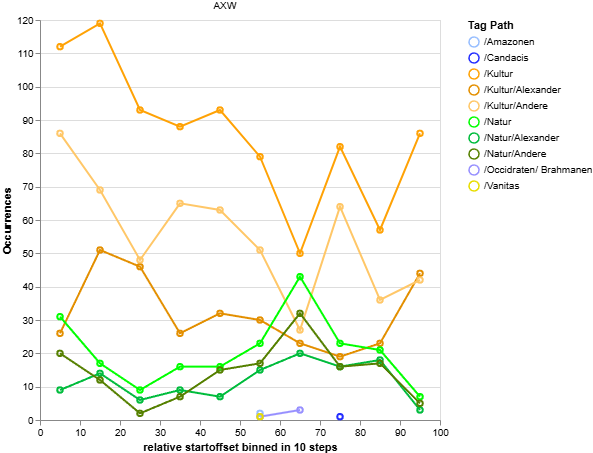 AXW
120
110
100
90
80
70
60
50
40
30
20
10
0
Occurrences
0 10 20 30 40 50 60 70 80 90 100
relative startoffset binned in 10 steps
Tag Path
/Amazonen
/Candacis
/Kultur
/Kultur/Alexander
/Kultur/Andere
/Natur
/Natur/Alexander
/Natur/Andere
/Occidraten/ Brahmanen
/Vanitas